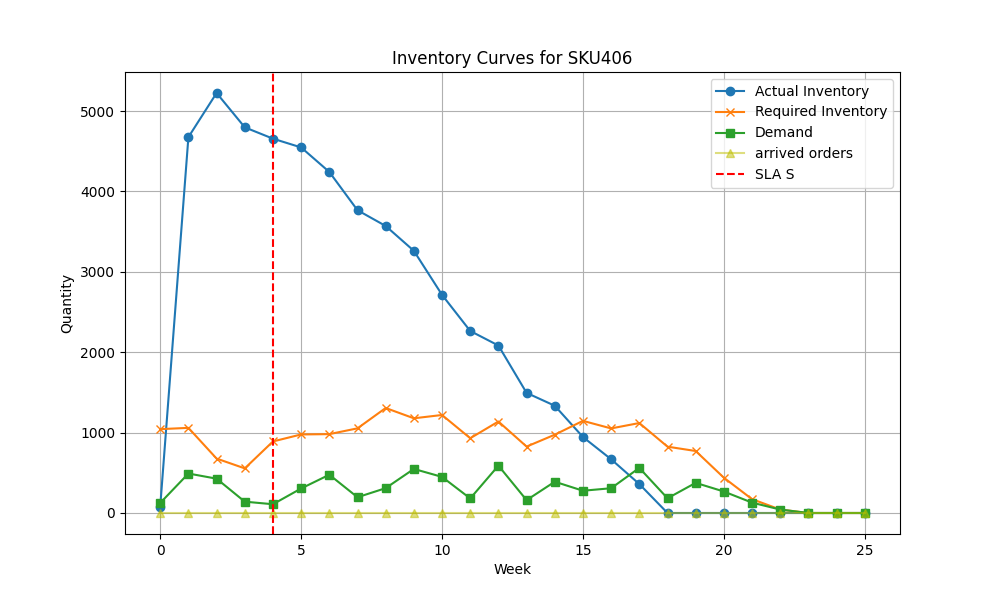 Inventory Curves for SKU406
Actual Inventory
Required Inventory
Demand
arrived orders
SLA S
Quantity
5000
4000
3000
2000
1000
0
0 5 10 15 20 25
Week